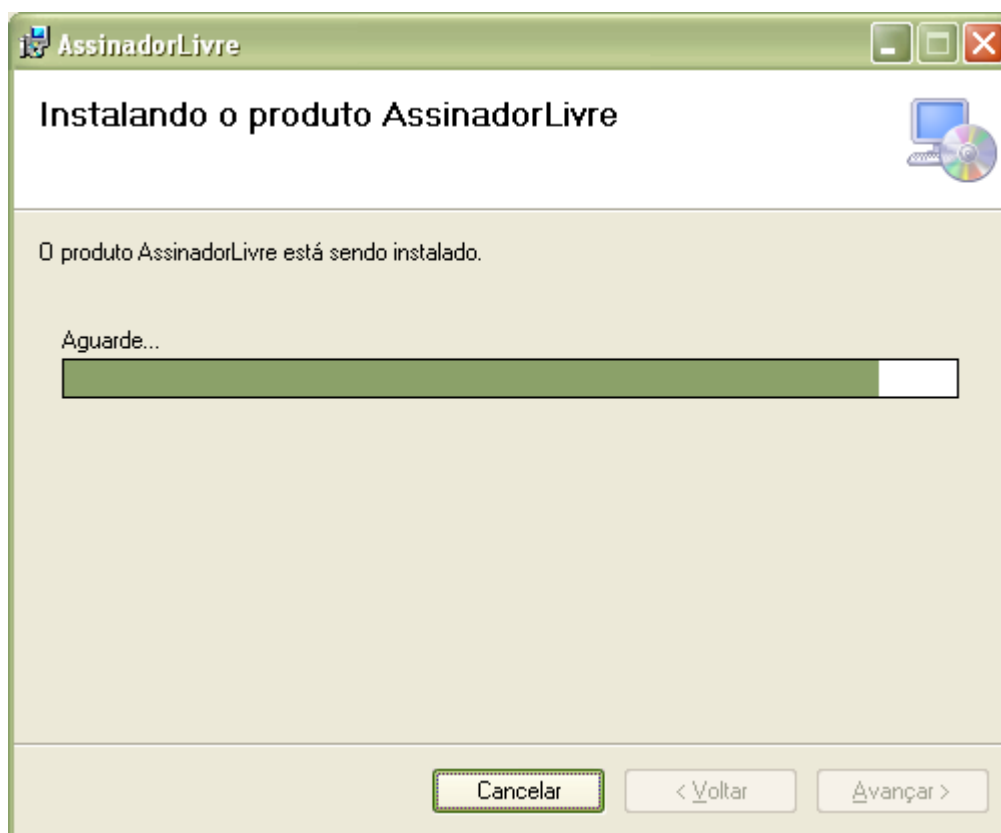 AssinadorLivre
Instalando o produto AssinadorLivre
O produto AssinadorLivre está sendo instalado.
Aguarde...
Cancelar
< Voltar
Avançar >